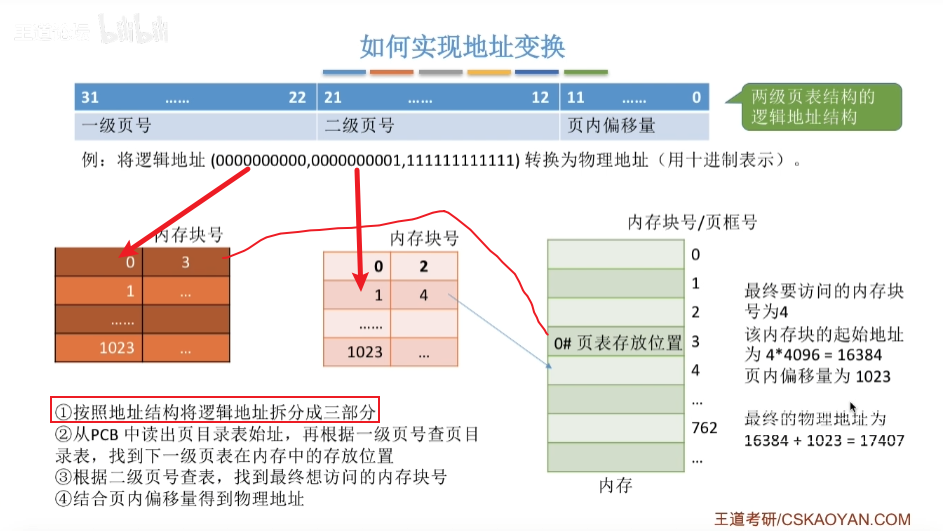 王道论坛 bilibili
如何实现地址变换
31 …… 22 21 …… 12 11 …… 0
一级页号 二级页号 页内偏移量
两级页表结构的
逻辑地址结构
例：将逻辑地址 (0000000000,0000000001,111111111111) 转换为物理地址（用十进制表示）。
内存块号
0 3
1 …
……
1023 …
内存块号
0 2
1 4
……
1023 …
内存块号/页框号
0
1
2
0# 页表存放位置 3
4
…
762
…
内存
最终要访问的内存块
号为4
该内存块的起始地址
为 4*4096 = 16384
页内偏移量为 1023
最终的物理地址为
16384 + 1023 = 17407
①按照地址结构将逻辑地址拆分成三部分
②从PCB 中读出页目录表始址，再根据一级页号查页目
录表，找到下一级页表在内存中的存放位置
③根据二级页号查表，找到最终想访问的内存块号
④结合页内偏移量得到物理地址
王道考研/CSKAOYAN.COM